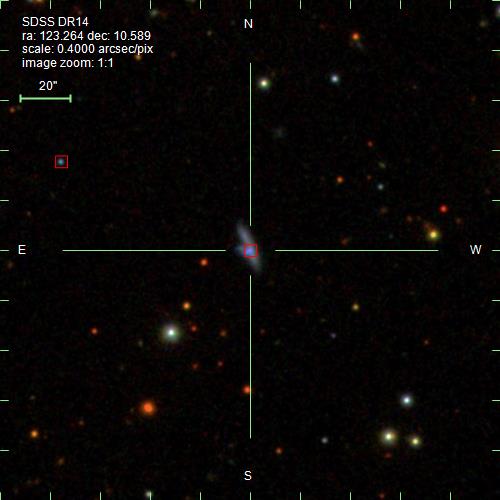 SDSS DR14
ra: 123.264 dec: 10.589
scale: 0.4000 arcsec/pix
image zoom: 1:1
20"
N
E
W
S